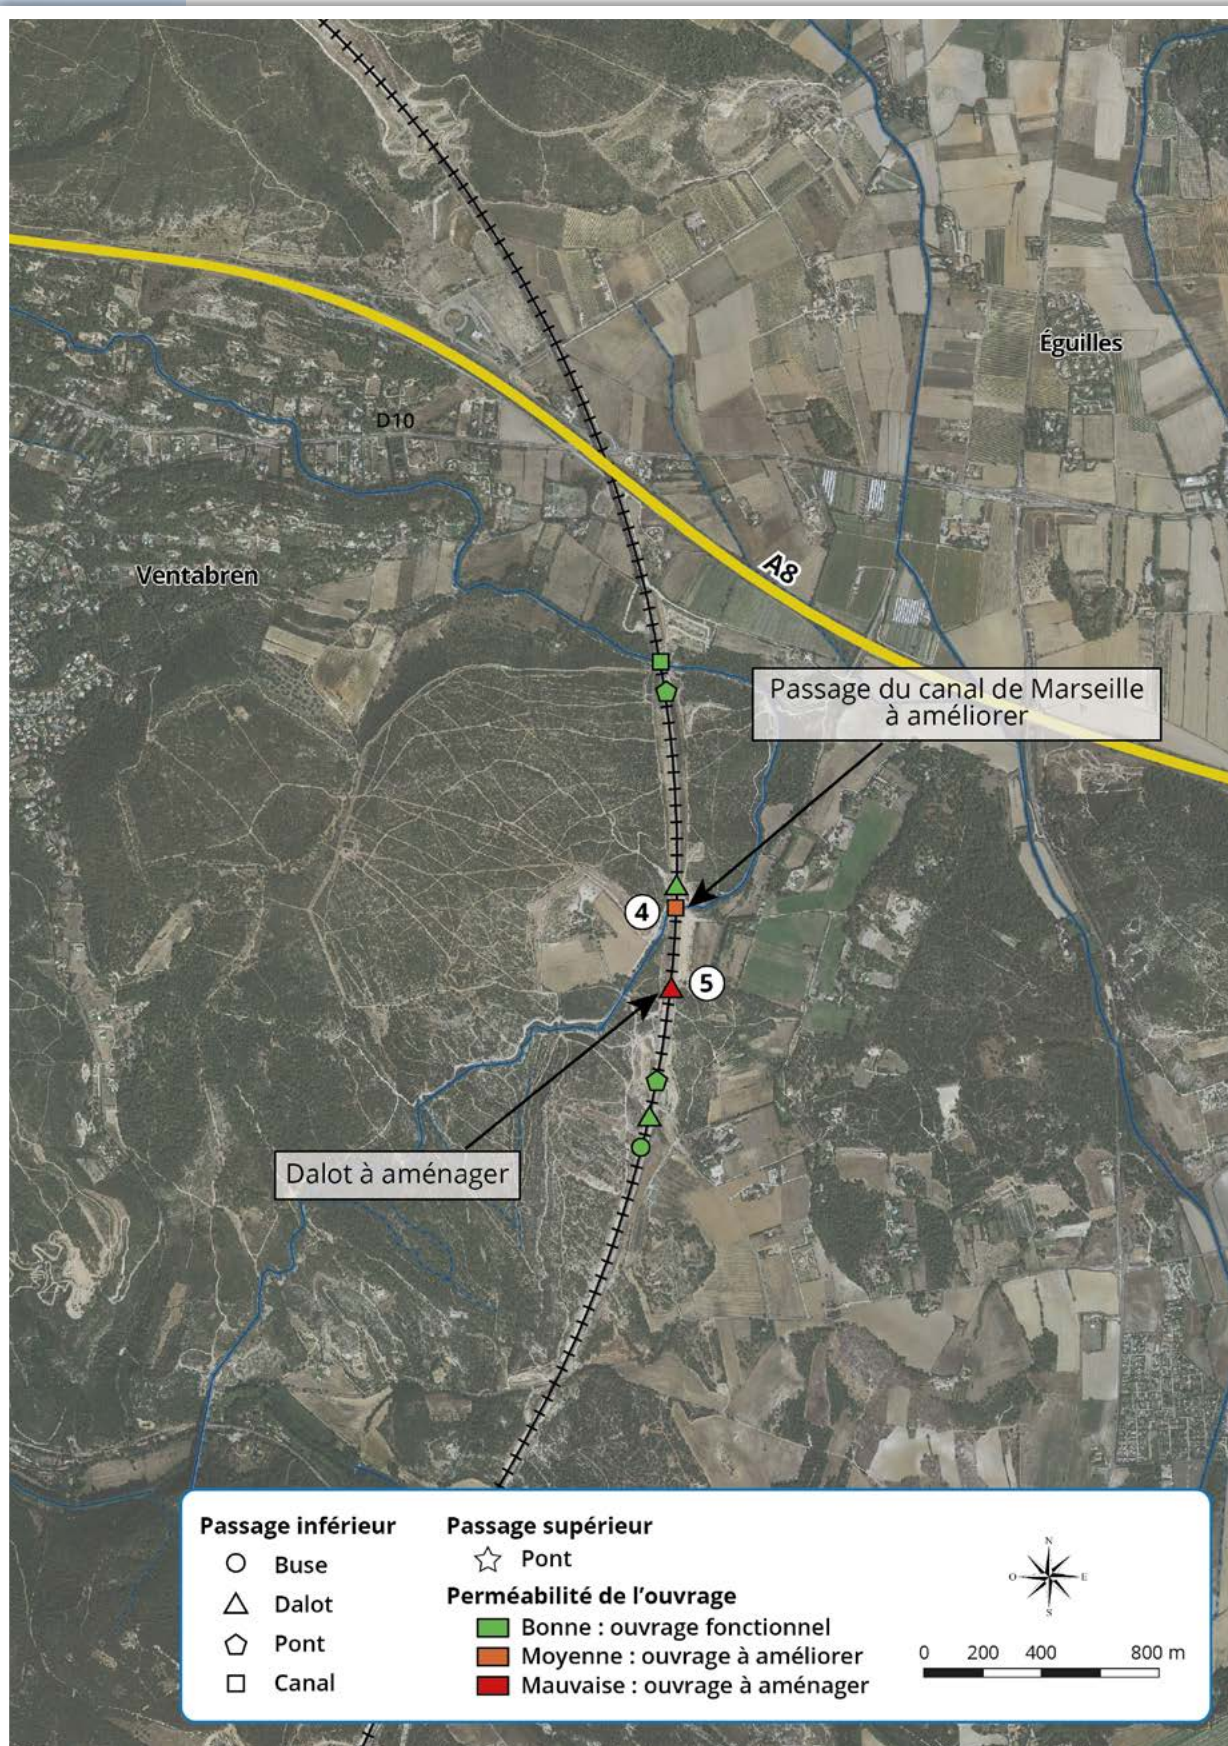 Éguilles
D10
A8
Ventabren
Passage du canal de Marseille
à améliorer
4
5
Dalot à aménager
Passage inférieur
Buse
Dalot
Pont
Canal
Passage supérieur
Pont
Perméabilité de l'ouvrage
Bonne : ouvrage fonctionnel
Moyenne : ouvrage à améliorer
Mauvaise : ouvrage à aménager
N
O E
S
0 200 400 800 m